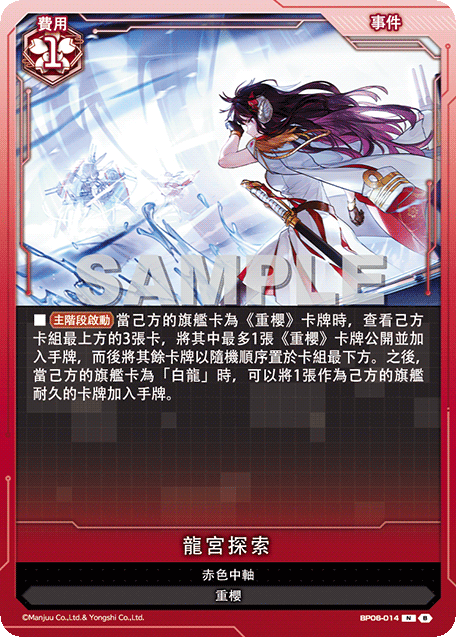 費用
1
事件
SAMPLE
■ 主階段啟動 當己方的旗艦卡為《重櫻》卡牌時，查看己方
卡組最上方的3張卡，將其中最多1張《重櫻》卡牌公開並加
入手牌，而後將其餘卡牌以隨機順序置於卡組最下方。之後，
當己方的旗艦卡為「白龍」時，可以將1張作為己方的旗艦
耐久的卡牌加入手牌。
龍宮探索
赤色中軸
重櫻
©Manjuu Co.,Ltd.& Yongshi Co.,Ltd.
BP06-014 N B